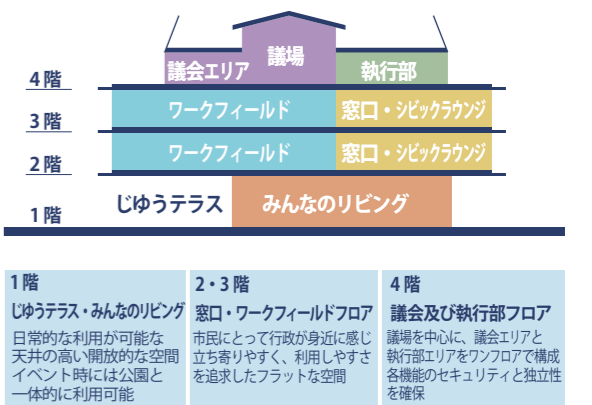 議場
議会エリア
執行部
4階
ワークフィールド
窓口・シビックラウンジ
3階
ワークフィールド
窓口・シビックラウンジ
2階
じゆうテラス
みんなのリビング
1階
1階
じゆうテラス・みんなのリビング
日常的な利用が可能な
天井の高い開放的な空間
イベント時には公園と
一体的に利用可能
2・3階
窓口・ワークフィールドフロア
市民にとって行政が身近に感じ
立ち寄りやすく、利用しやすさ
を追求したフラットな空間
4階
議会及び執行部フロア
議場を中心に、議会エリアと
執行部エリアをワンフロアで構成
各機能のセキュリティと独立性
を確保